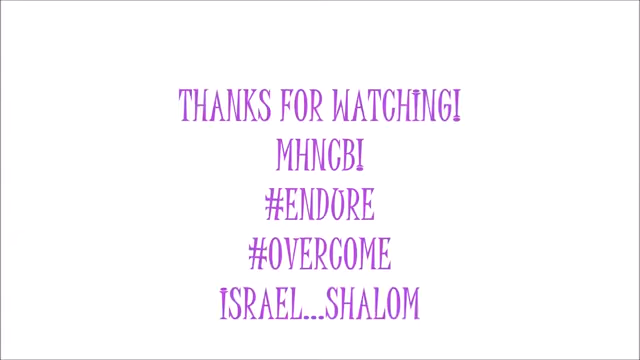 THANKS FOR WATCHING!
MHNCBI
#ENDURE
#OVERCOME
ISRAEL...SHALOM